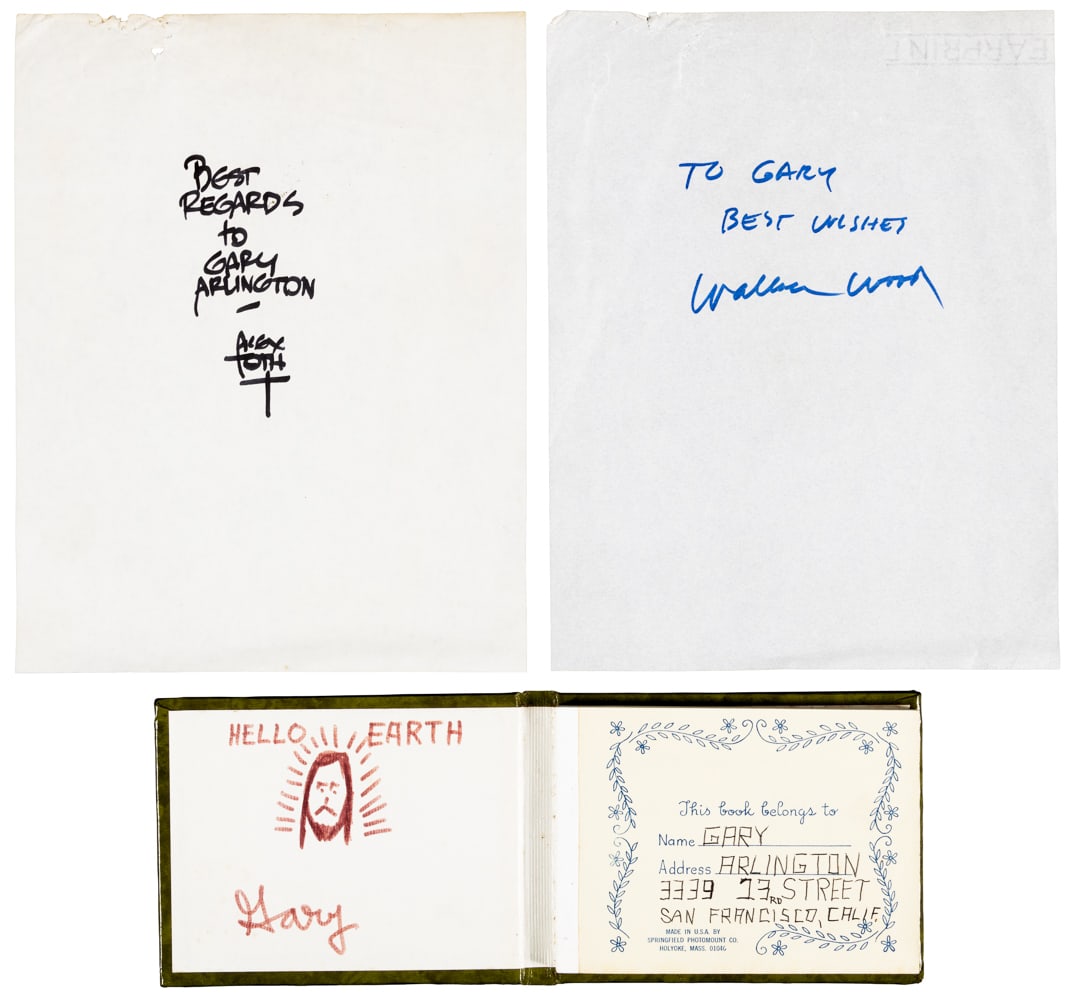 BEST
REGARDS
to
GARY
ARLINGTON
—
ALEX
TOTH
TO GARY
BEST WISHES
Wallace Wood
HELLO EARTH
Gary
This book belongs to
Name GARY
Address ARLINGTON
3339 23RD STREET
SAN FRANCISCO, CALIF.
MADE IN U.S.A. BY
SPRINGFIELD PHOTOMOUNT CO.
HOLYOKE, MASS. 01040